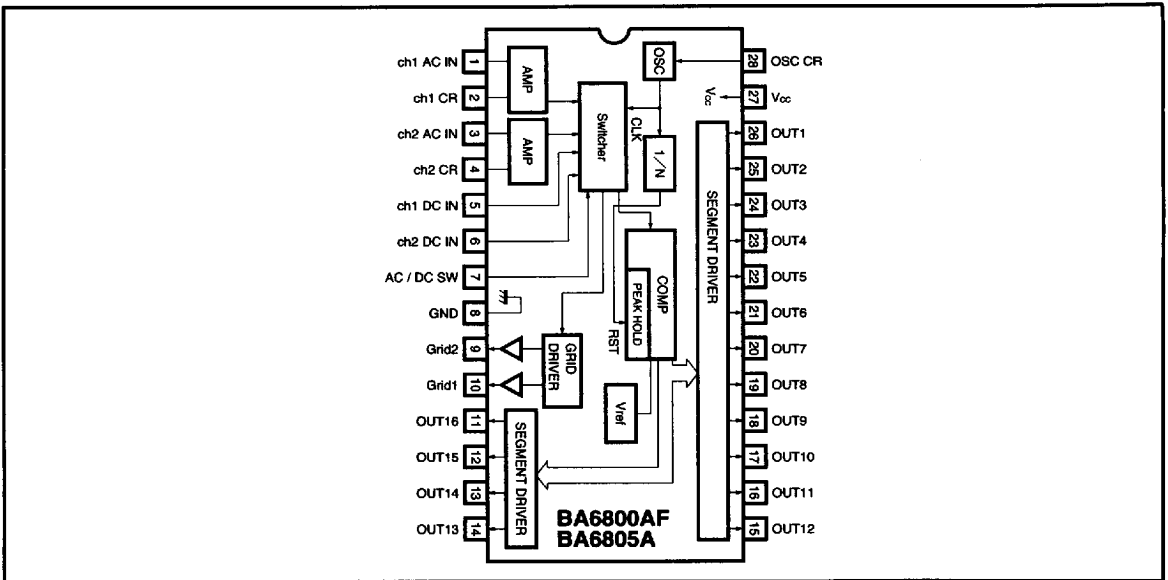 ch1 AC IN 1
ch1 CR 2
ch2 AC IN 3
ch2 CR 4
ch1 DC IN 5
ch2 DC IN 6
AC / DC SW 7
GND 8
Grid2 9
Grid1 10
OUT16 11
OUT15 12
OUT14 13
OUT13 14
AMP
AMP
Switcher
OSC
CLK
1/N
COMP
PEAK HOLD
RST
Vref
GRID
DRIVER
SEGMENT DRIVER
SEGMENT DRIVER
Vcc
BA6800AF
BA6805A
28 OSC CR
27 Vcc
26 OUT1
25 OUT2
24 OUT3
23 OUT4
22 OUT5
21 OUT6
20 OUT7
19 OUT8
18 OUT9
17 OUT10
16 OUT11
15 OUT12